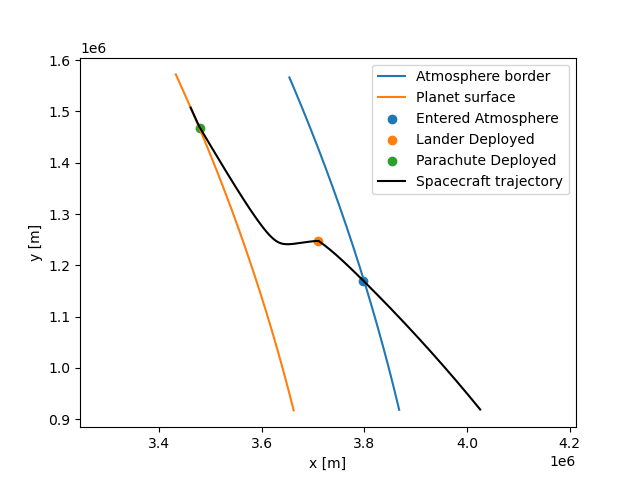 1e6
1.6
1.5
1.4
1.3
1.2
1.1
1.0
0.9
y [m]
Atmosphere border
Planet surface
Entered Atmosphere
Lander Deployed
Parachute Deployed
Spacecraft trajectory
3.4 3.6 3.8 4.0 4.2
x [m]
1e6